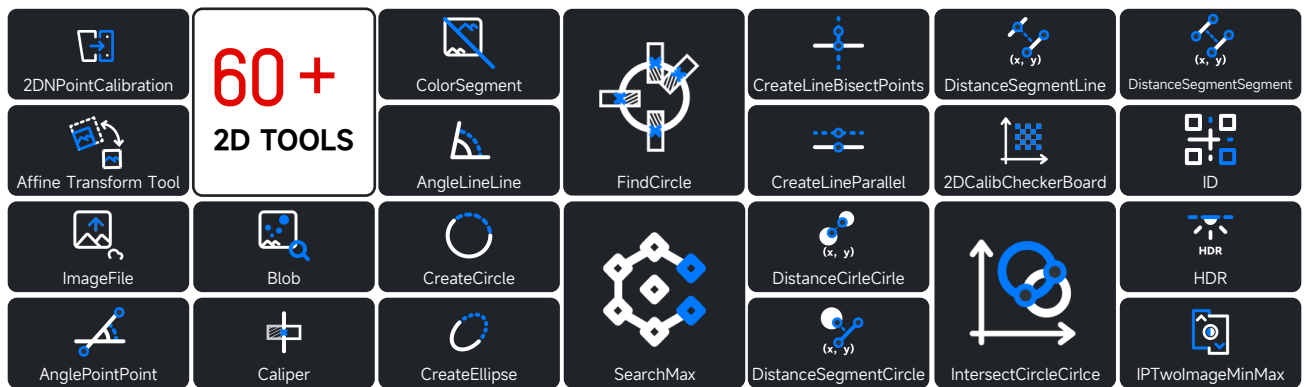 2DNPointCalibration
60+
2D TOOLS
ColorSegment
FindCircle
CreateLineBisectPoints
(x, y)
DistanceSegmentLine
(x, y)
DistanceSegmentSegment
Affine Transform Tool
AngleLineLine
CreateLineParallel
2DCalibCheckerBoard
ID
ImageFile
Blob
CreateCircle
SearchMax
(x, y)
DistanceCirleCirle
IntersectCircleCirlce
HDR
HDR
AnglePointPoint
Caliper
CreateEllipse
(x, y)
DistanceSegmentCircle
IPTwoImageMinMax